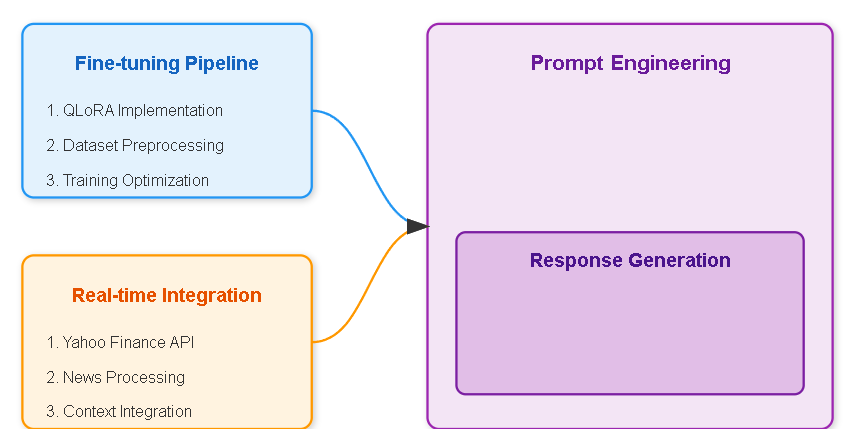 Fine-tuning Pipeline
1. QLoRA Implementation
2. Dataset Preprocessing
3. Training Optimization
Real-time Integration
1. Yahoo Finance API
2. News Processing
3. Context Integration
Prompt Engineering
Response Generation